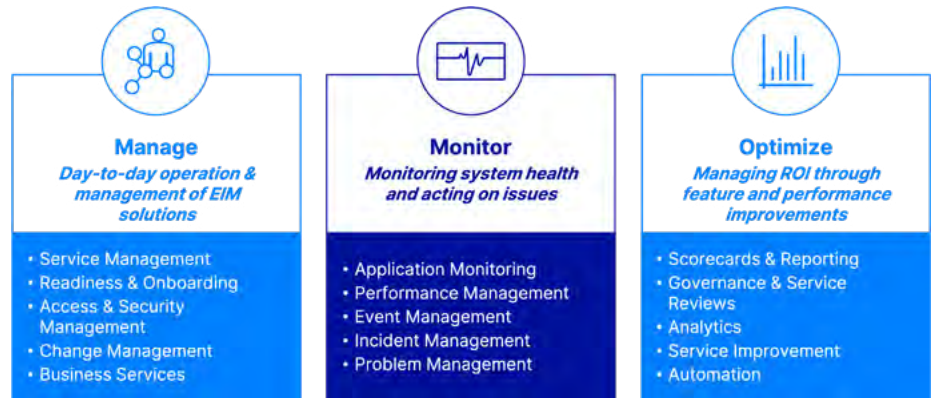 Manage
Day-to-day operation &
management of EIM
solutions
• Service Management
• Readiness & Onboarding
• Access & Security
Management
• Change Management
• Business Services
Monitor
Monitoring system health
and acting on issues
• Application Monitoring
• Performance Management
• Event Management
• Incident Management
• Problem Management
Optimize
Managing ROI through
feature and performance
improvements
• Scorecards & Reporting
• Governance & Service
Reviews
• Analytics
• Service Improvement
• Automation